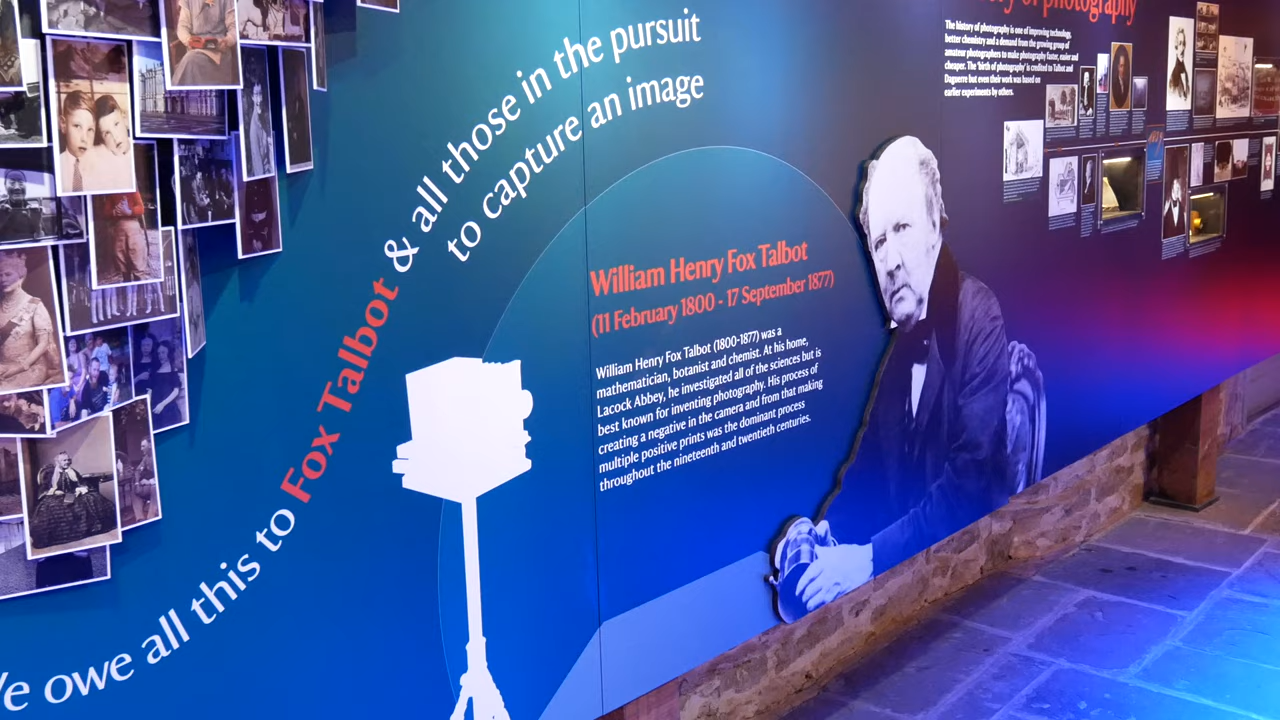 We owe all this to Fox Talbot & all those in the pursuit
to capture an image
William Henry Fox Talbot
(11 February 1800 - 17 September 1877)
William Henry Fox Talbot (1800-1877) was a
mathematician, botanist and chemist. At his home,
Lacock Abbey, he investigated all of the sciences but is
best known for inventing photography. His process of
creating a negative in the camera and from that making
multiple positive prints was the dominant process
throughout the nineteenth and twentieth centuries.
of photography
The history of photography is one of improving technology,
better chemistry and a demand from the growing group of
amateur photographers to make photography faster, easier and
cheaper. The 'birth of photography' is credited to Talbot and
Daguerre but even their work was based on
earlier experiments by others.